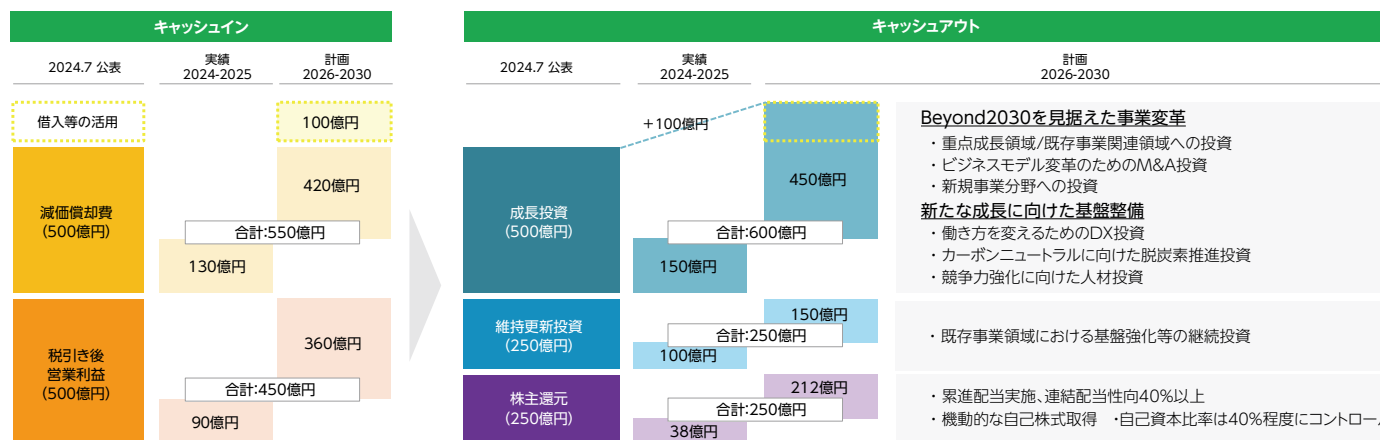 キャッシュイン
2024.7 公表
実績
2024-2025
計画
2026-2030
借入等の活用
100億円
減価償却費
(500億円)
420億円
合計:550億円
130億円
税引き後
営業利益
(500億円)
360億円
合計:450億円
90億円
キャッシュアウト
2024.7 公表
実績
2024-2025
計画
2026-2030
+100億円
成長投資
(500億円)
450億円
合計:600億円
150億円
Beyond2030を見据えた事業変革
・重点成長領域/既存事業関連領域への投資
・ビジネスモデル変革のためのM&A投資
・新規事業分野への投資
新たな成長に向けた基盤整備
・働き方を変えるためのDX投資
・カーボンニュートラルに向けた脱炭素推進投資
・競争力強化に向けた人材投資
維持更新投資
(250億円)
150億円
合計:250億円
100億円
・既存事業領域における基盤強化等の継続投資
株主還元
(250億円)
212億円
合計:250億円
38億円
・累進配当実施、連結配当性向40%以上
・機動的な自己株式取得 ・自己資本比率は40%程度にコントロー